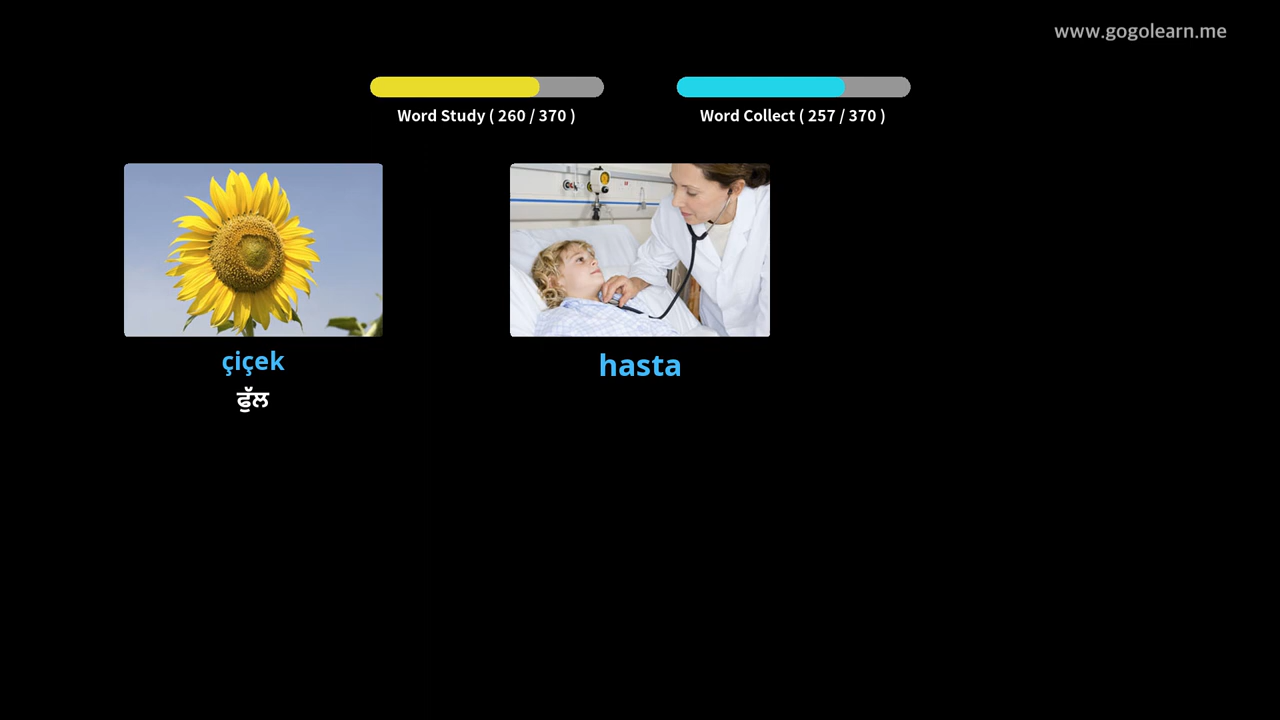 www.gogolearn.me
Word Study ( 260 / 370 )
Word Collect ( 257 / 370 )
çiçek
ਫੁੱਲ
hasta